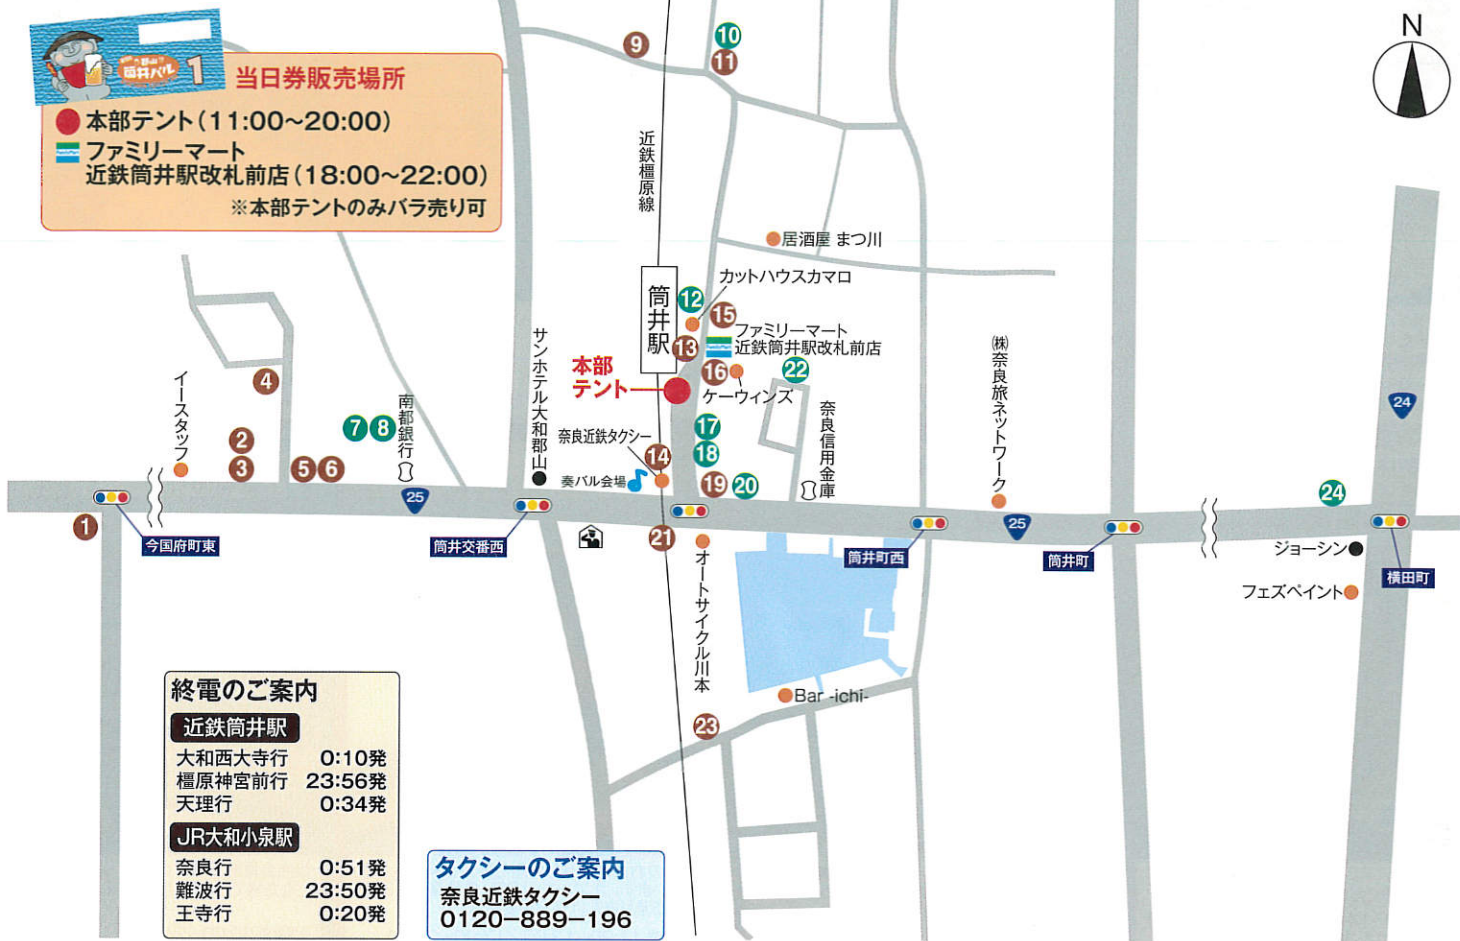 筒井バル 1
当日券販売場所
本部テント(11:00～20:00)
ファミリーマート
近鉄筒井駅改札前店(18:00～22:00)
※本部テントのみバラ売り可
N
9
10
11
近鉄橿原線
居酒屋 まつ川
カットハウスカマロ
筒井駅
12
15
13
ファミリーマート
近鉄筒井駅改札前店
16
ケーウィンズ
22
本部
テント
17
18
奈良近鉄タクシー
14
奏バル会場
19
20
奈良信用金庫
サンホテル大和郡山
南都銀行
イースタッフ
4
2
3
7
8
5
6
1
25
今国府町東
筒井交番西
21
オートサイクル川本
筒井町西
㈱奈良旅ネットワーク
25
筒井町
24
24
ジョーシン
横田町
フェズペイント
Bar -ichi-
23
終電のご案内
近鉄筒井駅
大和西大寺行 0:10発
橿原神宮前行 23:56発
天理行 0:34発
JR大和小泉駅
奈良行 0:51発
難波行 23:50発
王寺行 0:20発
タクシーのご案内
奈良近鉄タクシー
0120-889-196